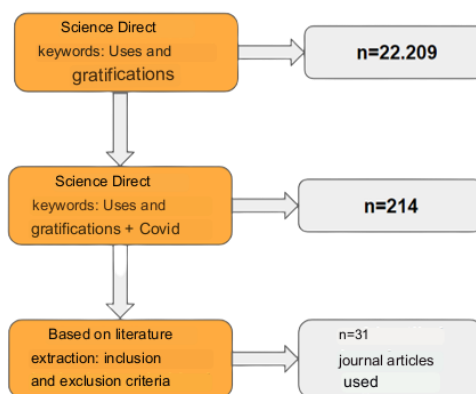 Science Direct
keywords: Uses and
gratifications
n=22.209
Science Direct
keywords: Uses and
gratifications + Covid
n=214
Based on literature
extraction: inclusion
and exclusion criteria
n=31
journal articles
used